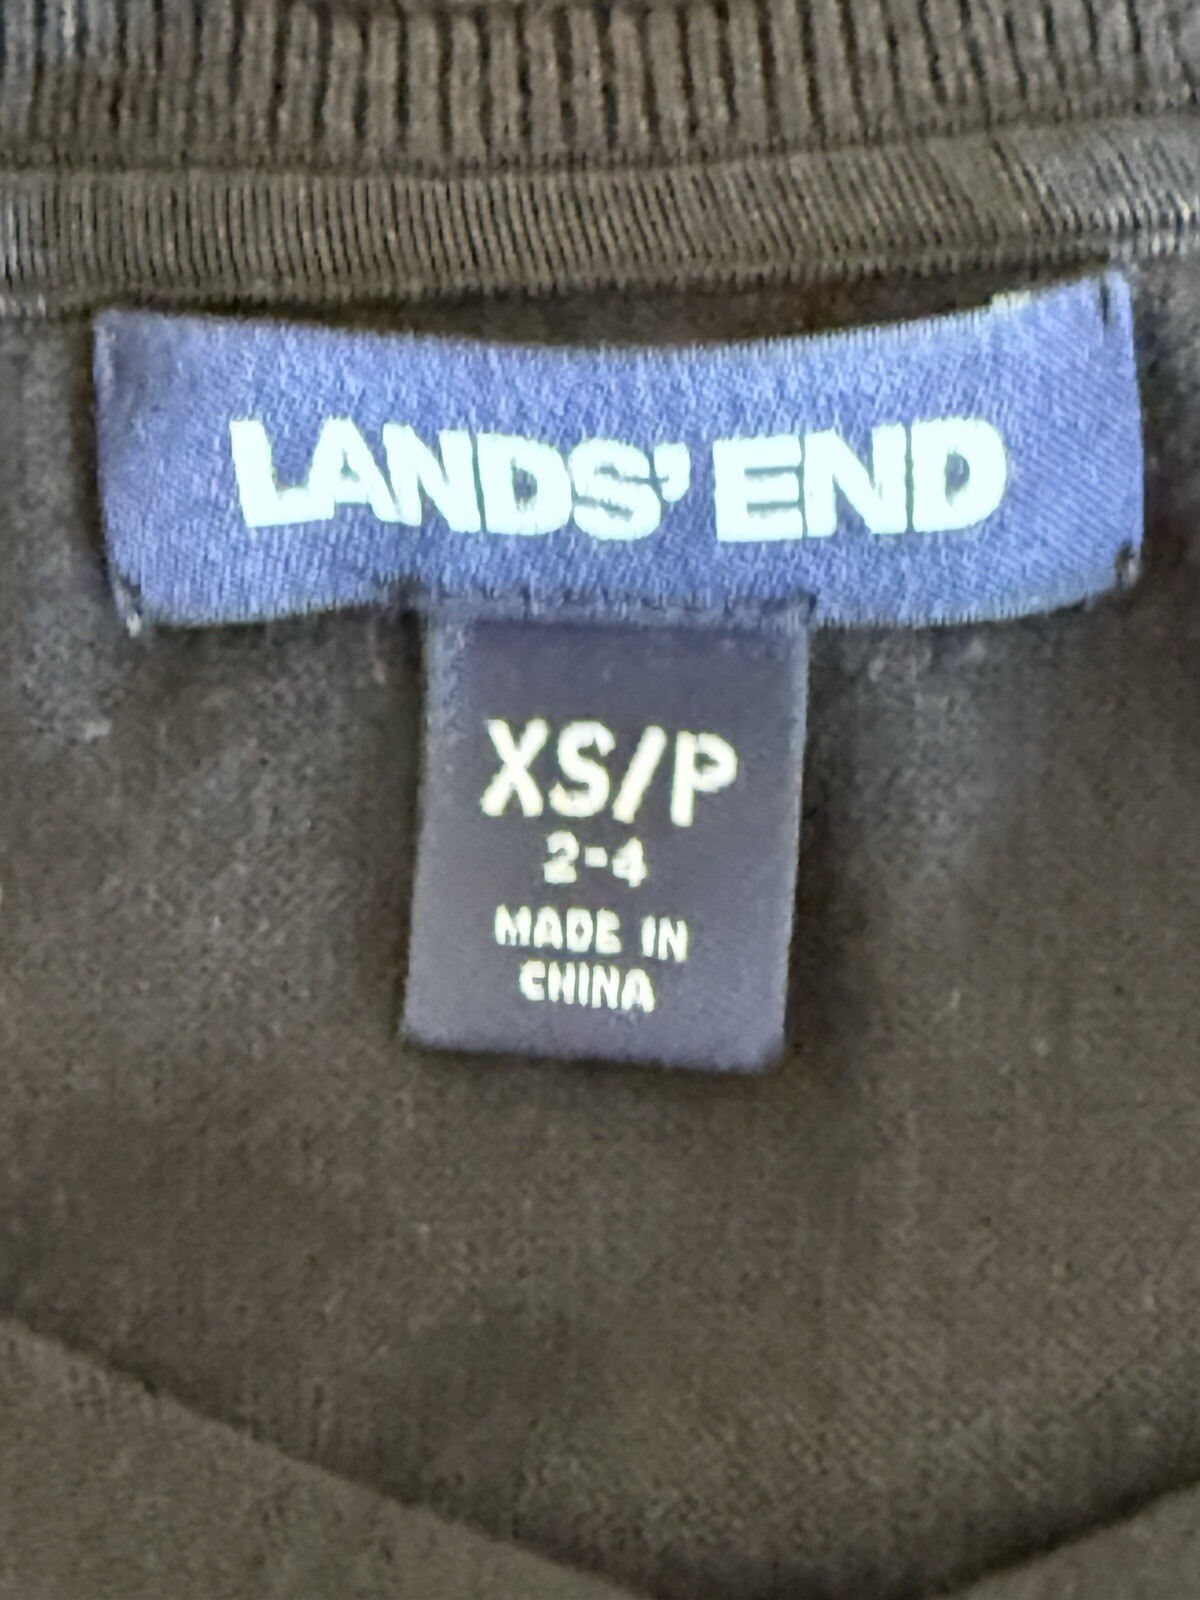 LANDS' END
XS/P
2-4
MADE IN
CHINA